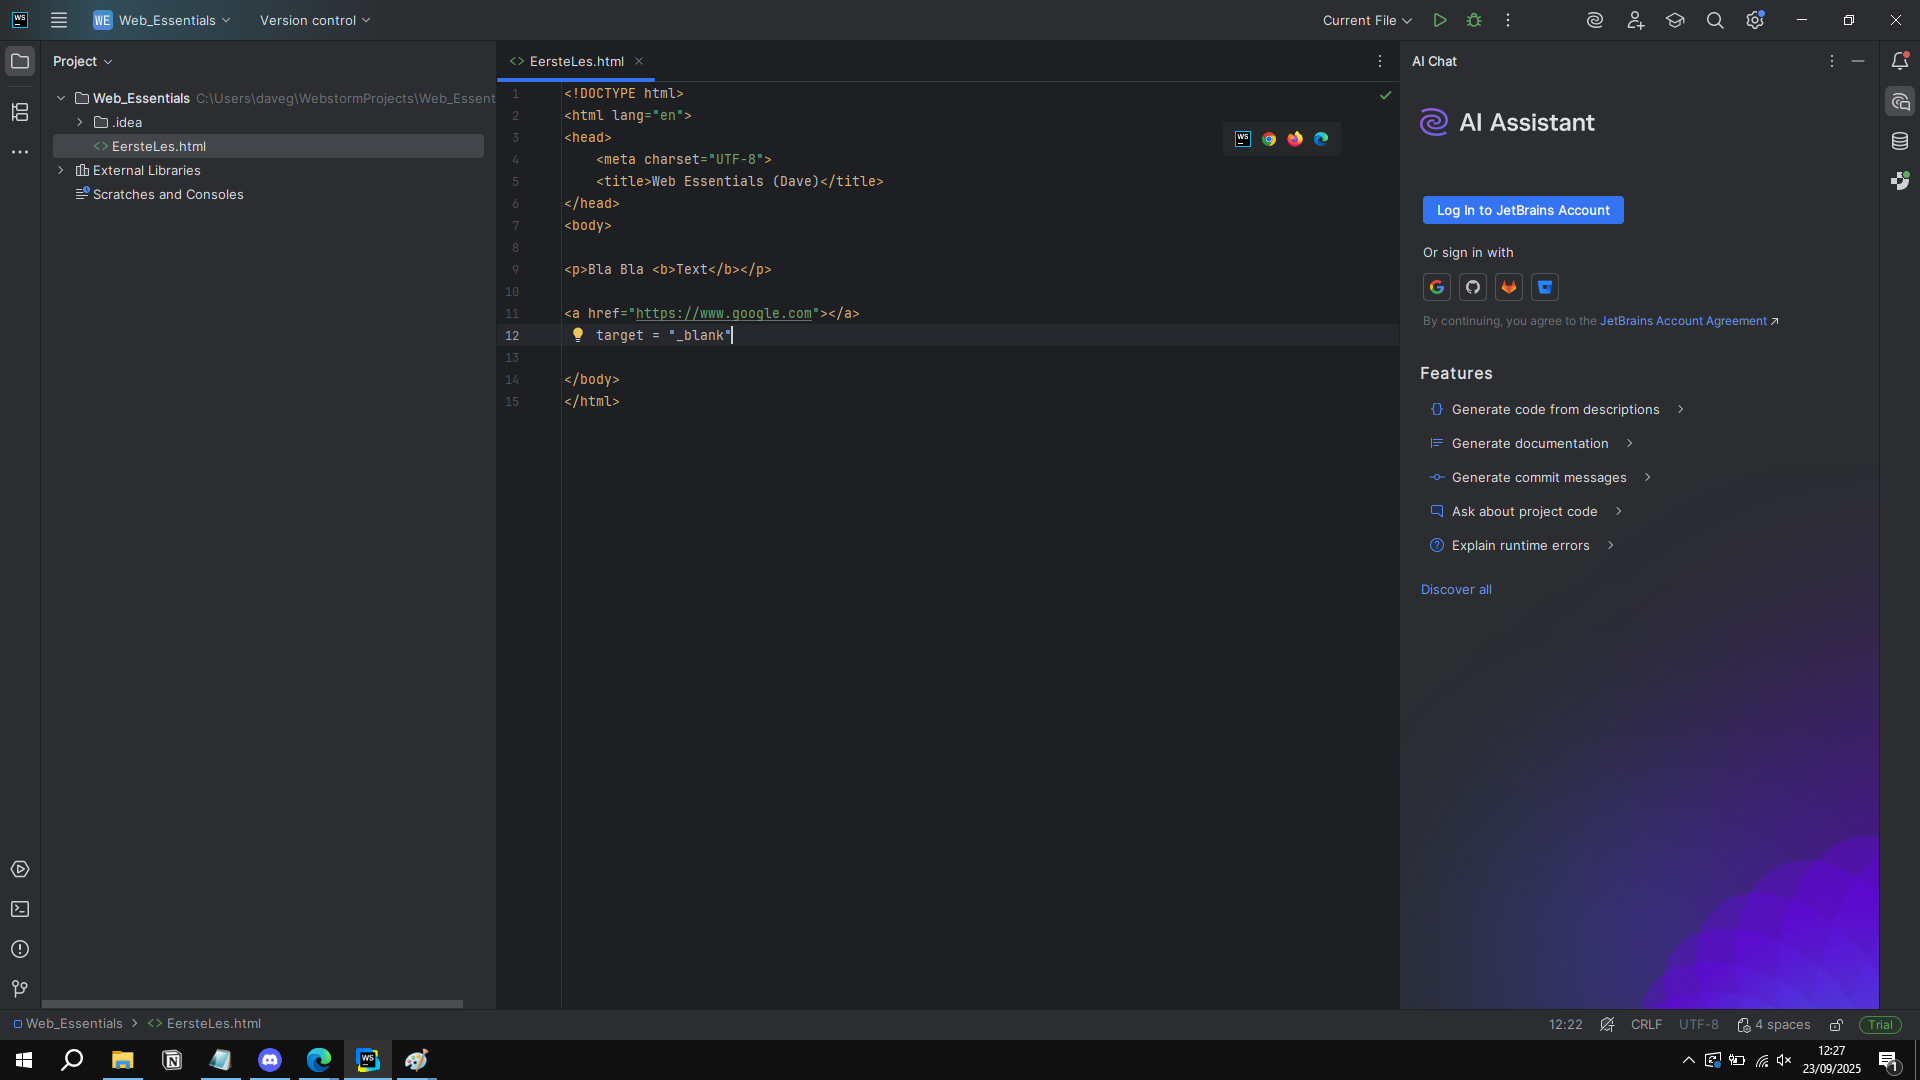 WS
WE Web_Essentials
Version control
Current File
Project
EersteLes.html
AI Chat
Web_Essentials C:\Users\daveg\WebstormProjects\Web_Essent
.idea
EersteLes.html
External Libraries
Scratches and Consoles
1 <!DOCTYPE html>
2 <html lang="en">
3 <head>
4 <meta charset="UTF-8">
5 <title>Web Essentials (Dave)</title>
6 </head>
7 <body>
8
9 <p>Bla Bla <b>Text</b></p>
10
11 <a href="https://www.google.com"></a>
12 target = "_blank"
13
14 </body>
15 </html>
WS
AI Assistant
Log In to JetBrains Account
Or sign in with
By continuing, you agree to the JetBrains Account Agreement
Features
Generate code from descriptions
Generate documentation
Generate commit messages
Ask about project code
Explain runtime errors
Discover all
Web_Essentials
EersteLes.html
12:22
CRLF
UTF-8
4 spaces
Trial
WS
12:27
23/09/2025
1